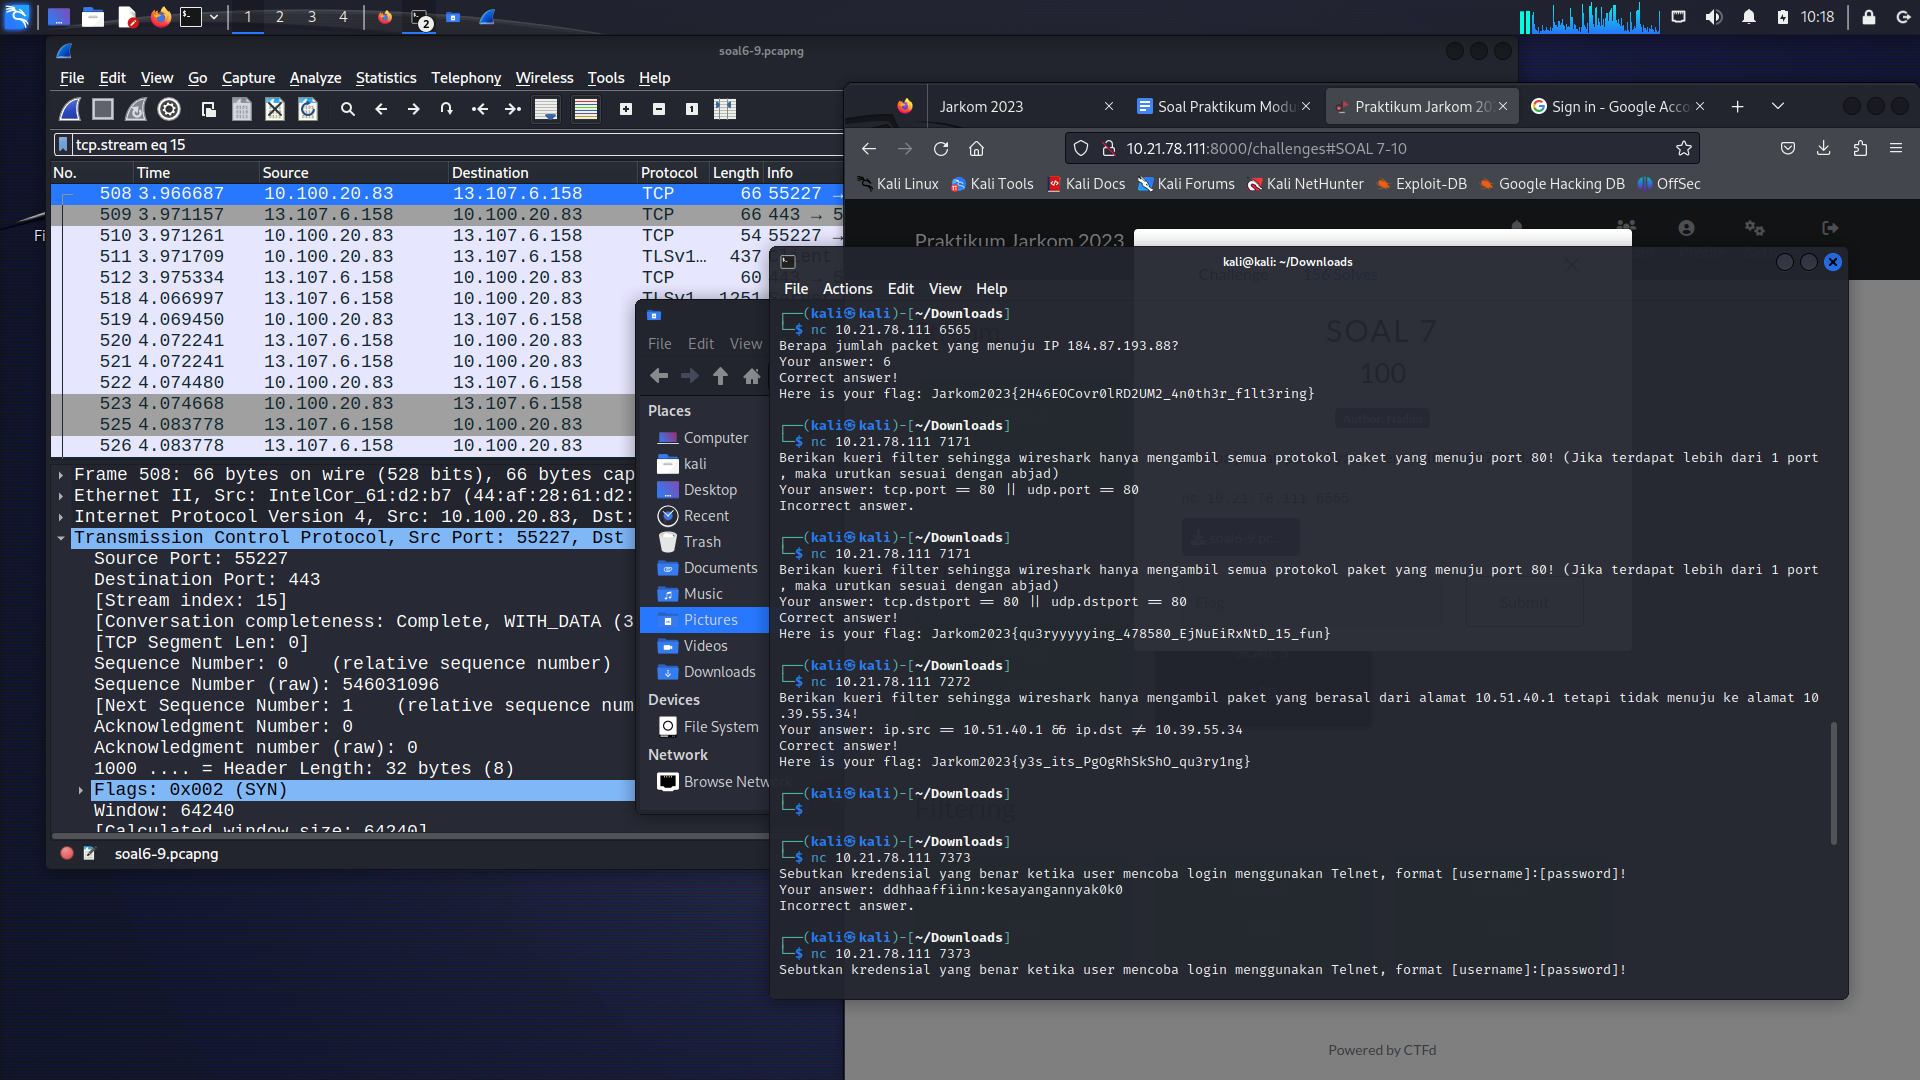 1 2 3 4 2 10:18
soal6-9.pcapng
File Edit View Go Capture Analyze Statistics Telephony Wireless Tools Help
tcp.stream eq 15
No. Time Source Destination Protocol Length Info
508 3.966687 10.100.20.83 13.107.6.158 TCP 66 55227 →
509 3.971157 13.107.6.158 10.100.20.83 TCP 66 443 → 5
510 3.971261 10.100.20.83 13.107.6.158 TCP 54 55227 →
511 3.971709 10.100.20.83 13.107.6.158 TLSv1… 437
512 3.975334 13.107.6.158 10.100.20.83 TCP 60
518 4.066997 13.107.6.158 10.100.20.83 TLSv1… 1251
519 4.069450 10.100.20.83 13.107.6.158
520 4.072241 13.107.6.158 10.100.20.83
521 4.072241 13.107.6.158 10.100.20.83
522 4.074480 10.100.20.83 13.107.6.158
523 4.074668 10.100.20.83 13.107.6.158
525 4.083778 13.107.6.158 10.100.20.83
526 4.083778 13.107.6.158 10.100.20.83
Frame 508: 66 bytes on wire (528 bits), 66 bytes cap
Ethernet II, Src: IntelCor_61:d2:b7 (44:af:28:61:d2:
Internet Protocol Version 4, Src: 10.100.20.83, Dst:
Transmission Control Protocol, Src Port: 55227, Dst
Source Port: 55227
Destination Port: 443
[Stream index: 15]
[Conversation completeness: Complete, WITH_DATA (3
[TCP Segment Len: 0]
Sequence Number: 0    (relative sequence number)
Sequence Number (raw): 546031096
[Next Sequence Number: 1    (relative sequence num
Acknowledgment Number: 0
Acknowledgment number (raw): 0
1000 .... = Header Length: 32 bytes (8)
Flags: 0x002 (SYN)
Window: 64240
[Calculated window size: 64240]
soal6-9.pcapng
Fi
File Edit View
Places
Computer
kali
Desktop
Recent
Trash
Documents
Music
Pictures
Videos
Downloads
Devices
File System
Network
Browse Netw
Jarkom 2023
Soal Praktikum Modu
Praktikum Jarkom 20
Sign in - Google Acco
10.21.78.111:8000/challenges#SOAL 7-10
Kali Linux Kali Tools Kali Docs Kali Forums Kali NetHunter Exploit-DB Google Hacking DB OffSec
Praktikum Jarkom 2023
kali@kali: ~/Downloads
File Actions Edit View Help
┌──(kali㉿kali)-[~/Downloads]
└─$ nc 10.21.78.111 6565
Berapa jumlah packet yang menuju IP 184.87.193.88?
Your answer: 6
Correct answer!
Here is your flag: Jarkom2023{2H46EOCovr0lRD2UM2_4n0th3r_f1lt3ring}
┌──(kali㉿kali)-[~/Downloads]
└─$ nc 10.21.78.111 7171
Berikan kueri filter sehingga wireshark hanya mengambil semua protokol paket yang menuju port 80! (Jika terdapat lebih dari 1 port
, maka urutkan sesuai dengan abjad)
Your answer: tcp.port == 80 || udp.port == 80
Incorrect answer.
┌──(kali㉿kali)-[~/Downloads]
└─$ nc 10.21.78.111 7171
Berikan kueri filter sehingga wireshark hanya mengambil semua protokol paket yang menuju port 80! (Jika terdapat lebih dari 1 port
, maka urutkan sesuai dengan abjad)
Your answer: tcp.dstport == 80 || udp.dstport == 80
Correct answer!
Here is your flag: Jarkom2023{qu3ryyyyying_478580_EjNuEiRxNtD_15_fun}
┌──(kali㉿kali)-[~/Downloads]
└─$ nc 10.21.78.111 7272
Berikan kueri filter sehingga wireshark hanya mengambil paket yang berasal dari alamat 10.51.40.1 tetapi tidak menuju ke alamat 10
.39.55.34!
Your answer: ip.src == 10.51.40.1 && ip.dst != 10.39.55.34
Correct answer!
Here is your flag: Jarkom2023{y3s_its_PgOgRhSkShO_qu3ry1ng}
┌──(kali㉿kali)-[~/Downloads]
└─$
┌──(kali㉿kali)-[~/Downloads]
└─$ nc 10.21.78.111 7373
Sebutkan kredensial yang benar ketika user mencoba login menggunakan Telnet, format [username]:[password]!
Your answer: ddhhaaffiinn:kesayangannyak0k0
Incorrect answer.
┌──(kali㉿kali)-[~/Downloads]
└─$ nc 10.21.78.111 7373
Sebutkan kredensial yang benar ketika user mencoba login menggunakan Telnet, format [username]:[password]!
SOAL 7
100
nc 10.21.78.111 6565
soal6-9.pc...
Submit
Filtering
Powered by CTFd